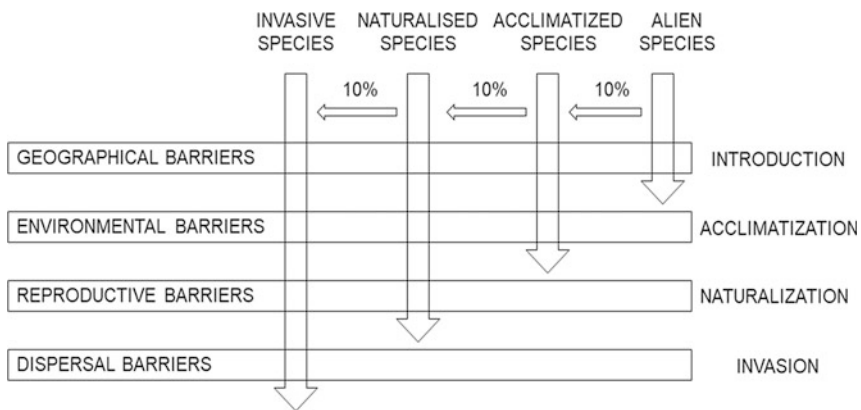 INVASIVE SPECIES
NATURALISED SPECIES
ACCLIMATIZED SPECIES
ALIEN SPECIES
10%
10%
10%
GEOGRAPHICAL BARRIERS
INTRODUCTION
ENVIRONMENTAL BARRIERS
ACCLIMATIZATION
REPRODUCTIVE BARRIERS
NATURALIZATION
DISPERSAL BARRIERS
INVASION